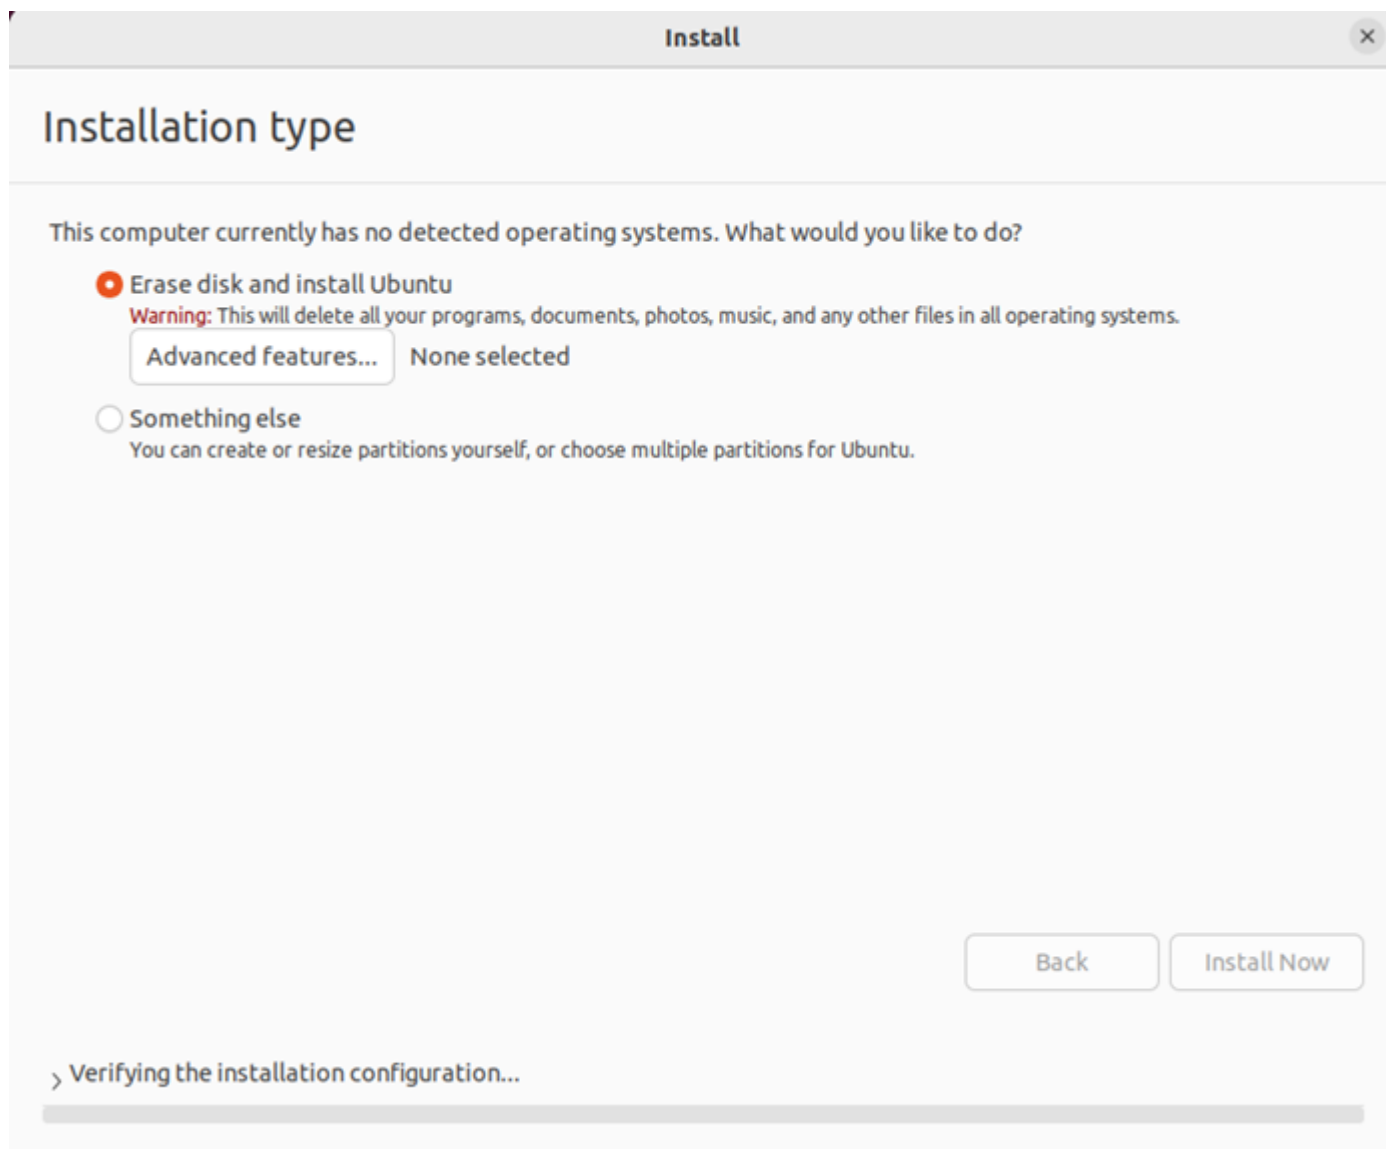 Install
Installation type
This computer currently has no detected operating systems. What would you like to do?
Erase disk and install Ubuntu
Warning: This will delete all your programs, documents, photos, music, and any other files in all operating systems.
Advanced features... None selected
Something else
You can create or resize partitions yourself, or choose multiple partitions for Ubuntu.
Back Install Now
Verifying the installation configuration...